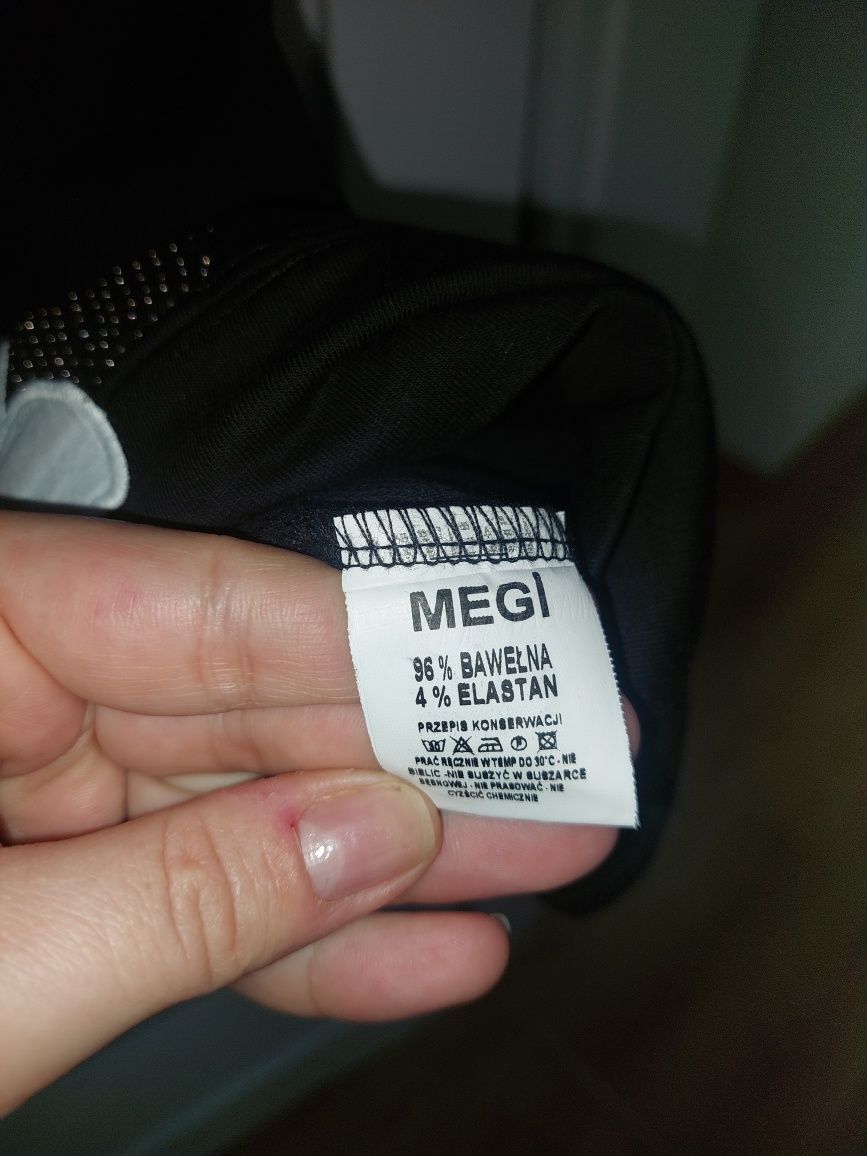 MEGI
96 % BAWEŁNA
4 % ELASTAN
PRZEPIS KONSERWACJI
PRAĆ RĘCZNIE W TEMP DO 30°C - NIE
BIELIC - NIE SUSZYĆ W SUSZARCE
BĘBNOWEJ - NIE PRASOWAĆ - NIE
CZYŚCIĆ CHEMICZNIE